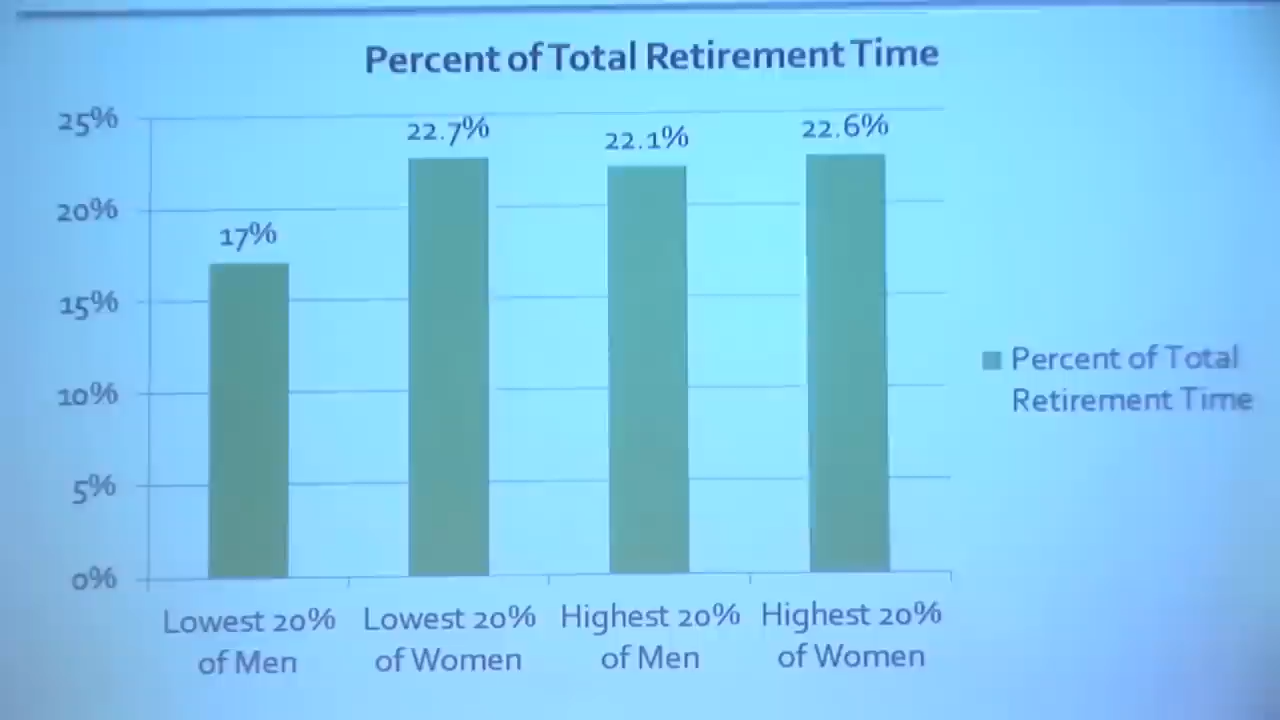 Percent of Total Retirement Time
25%
20%
15%
10%
5%
0%
17%
22.7%
22.1%
22.6%
Lowest 20%
of Men
Lowest 20%
of Women
Highest 20%
of Men
Highest 20%
of Women
Percent of Total
Retirement Time